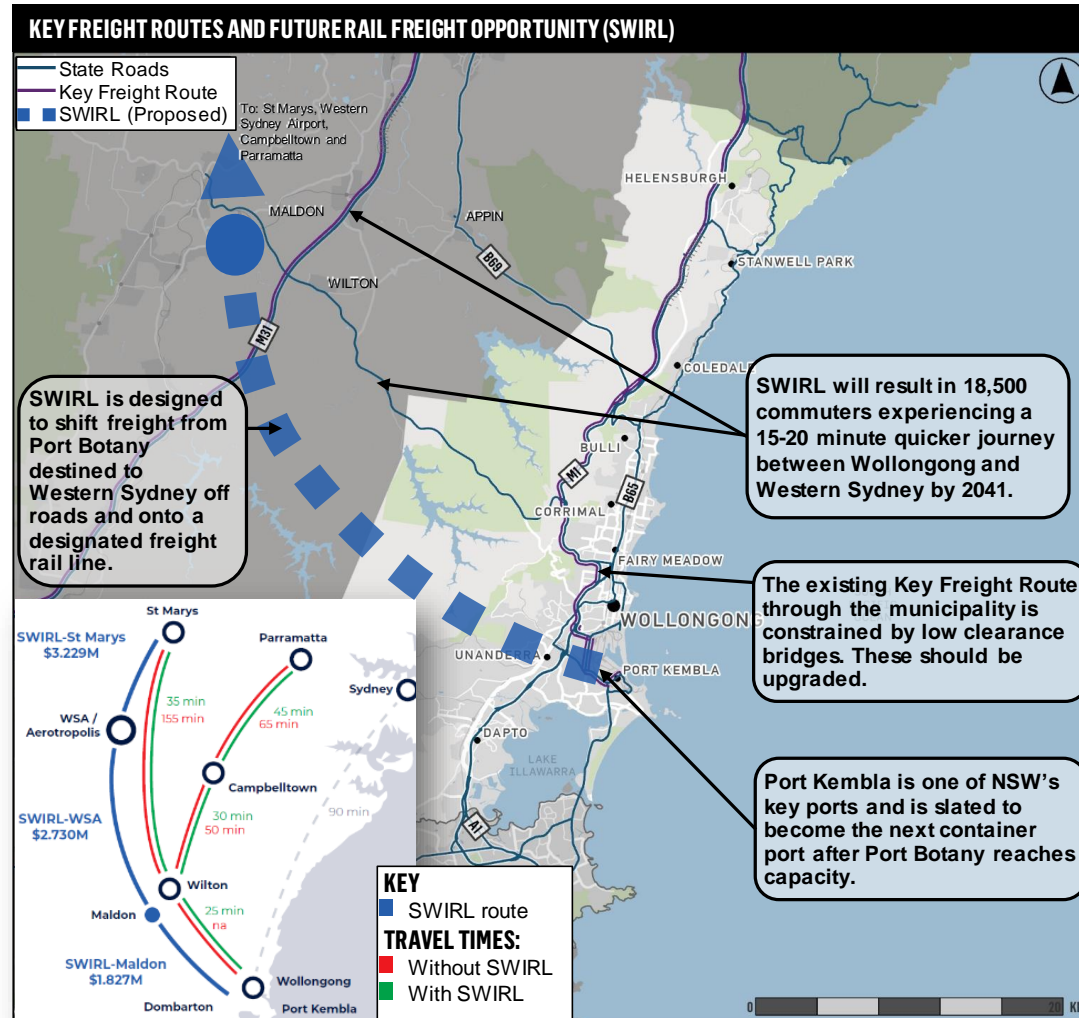 KEY FREIGHT ROUTES AND FUTURE RAIL FREIGHT OPPORTUNITY (SWIRL)
State Roads
Key Freight Route
SWIRL (Proposed)
To: St Marys, Western
Sydney Airport,
Campbelltown and
Parramatta
HELENSBURGH
MALDON
APPIN
B69
STANWELL PARK
WILTON
M31
COLEDALE
SWIRL is designed
to shift freight from
Port Botany
destined to
Western Sydney off
roads and onto a
designated freight
rail line.
SWIRL will result in 18,500
commuters experiencing a
15-20 minute quicker journey
between Wollongong and
Western Sydney by 2041.
BULLI
M1
B65
CORRIMAL
FAIRY MEADOW
The existing Key Freight Route
through the municipality is
constrained by low clearance
bridges. These should be
upgraded.
WOLLONGONG
UNANDERRA
PORT KEMBLA
DAPTO
LAKE
ILLAWARRA
A1
Port Kembla is one of NSW's
key ports and is slated to
become the next container
port after Port Botany reaches
capacity.
St Marys
SWIRL-St Marys
$3.229M
Parramatta
Sydney
35 min
155 min
45 min
65 min
WSA /
Aerotropolis
Campbelltown
90 min
30 min
50 min
SWIRL-WSA
$2.730M
Wilton
Maldon
25 min
na
SWIRL-Maldon
$1.827M
Wollongong
Dombarton
Port Kembla
KEY
SWIRL route
TRAVEL TIMES:
Without SWIRL
With SWIRL
0
20